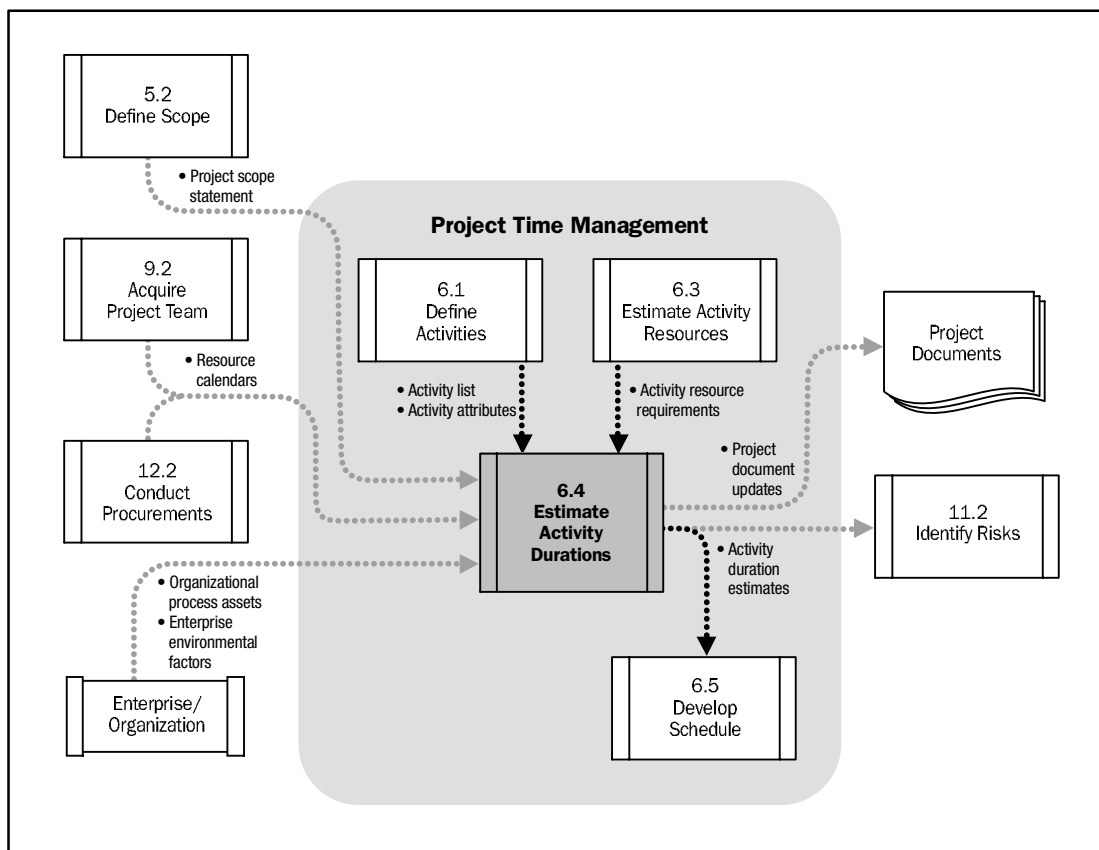 5.2
Define Scope
• Project scope
statement
Project Time Management
9.2
Acquire
Project Team
6.1
Define
Activities
6.3
Estimate Activity
Resources
Project
Documents
• Resource
calendars
• Activity list
• Activity attributes
• Activity resource
requirements
12.2
Conduct
Procurements
6.4
Estimate
Activity
Durations
• Project
document
updates
11.2
Identify Risks
• Activity
duration
estimates
• Organizational
process assets
• Enterprise
environmental
factors
Enterprise/
Organization
6.5
Develop
Schedule